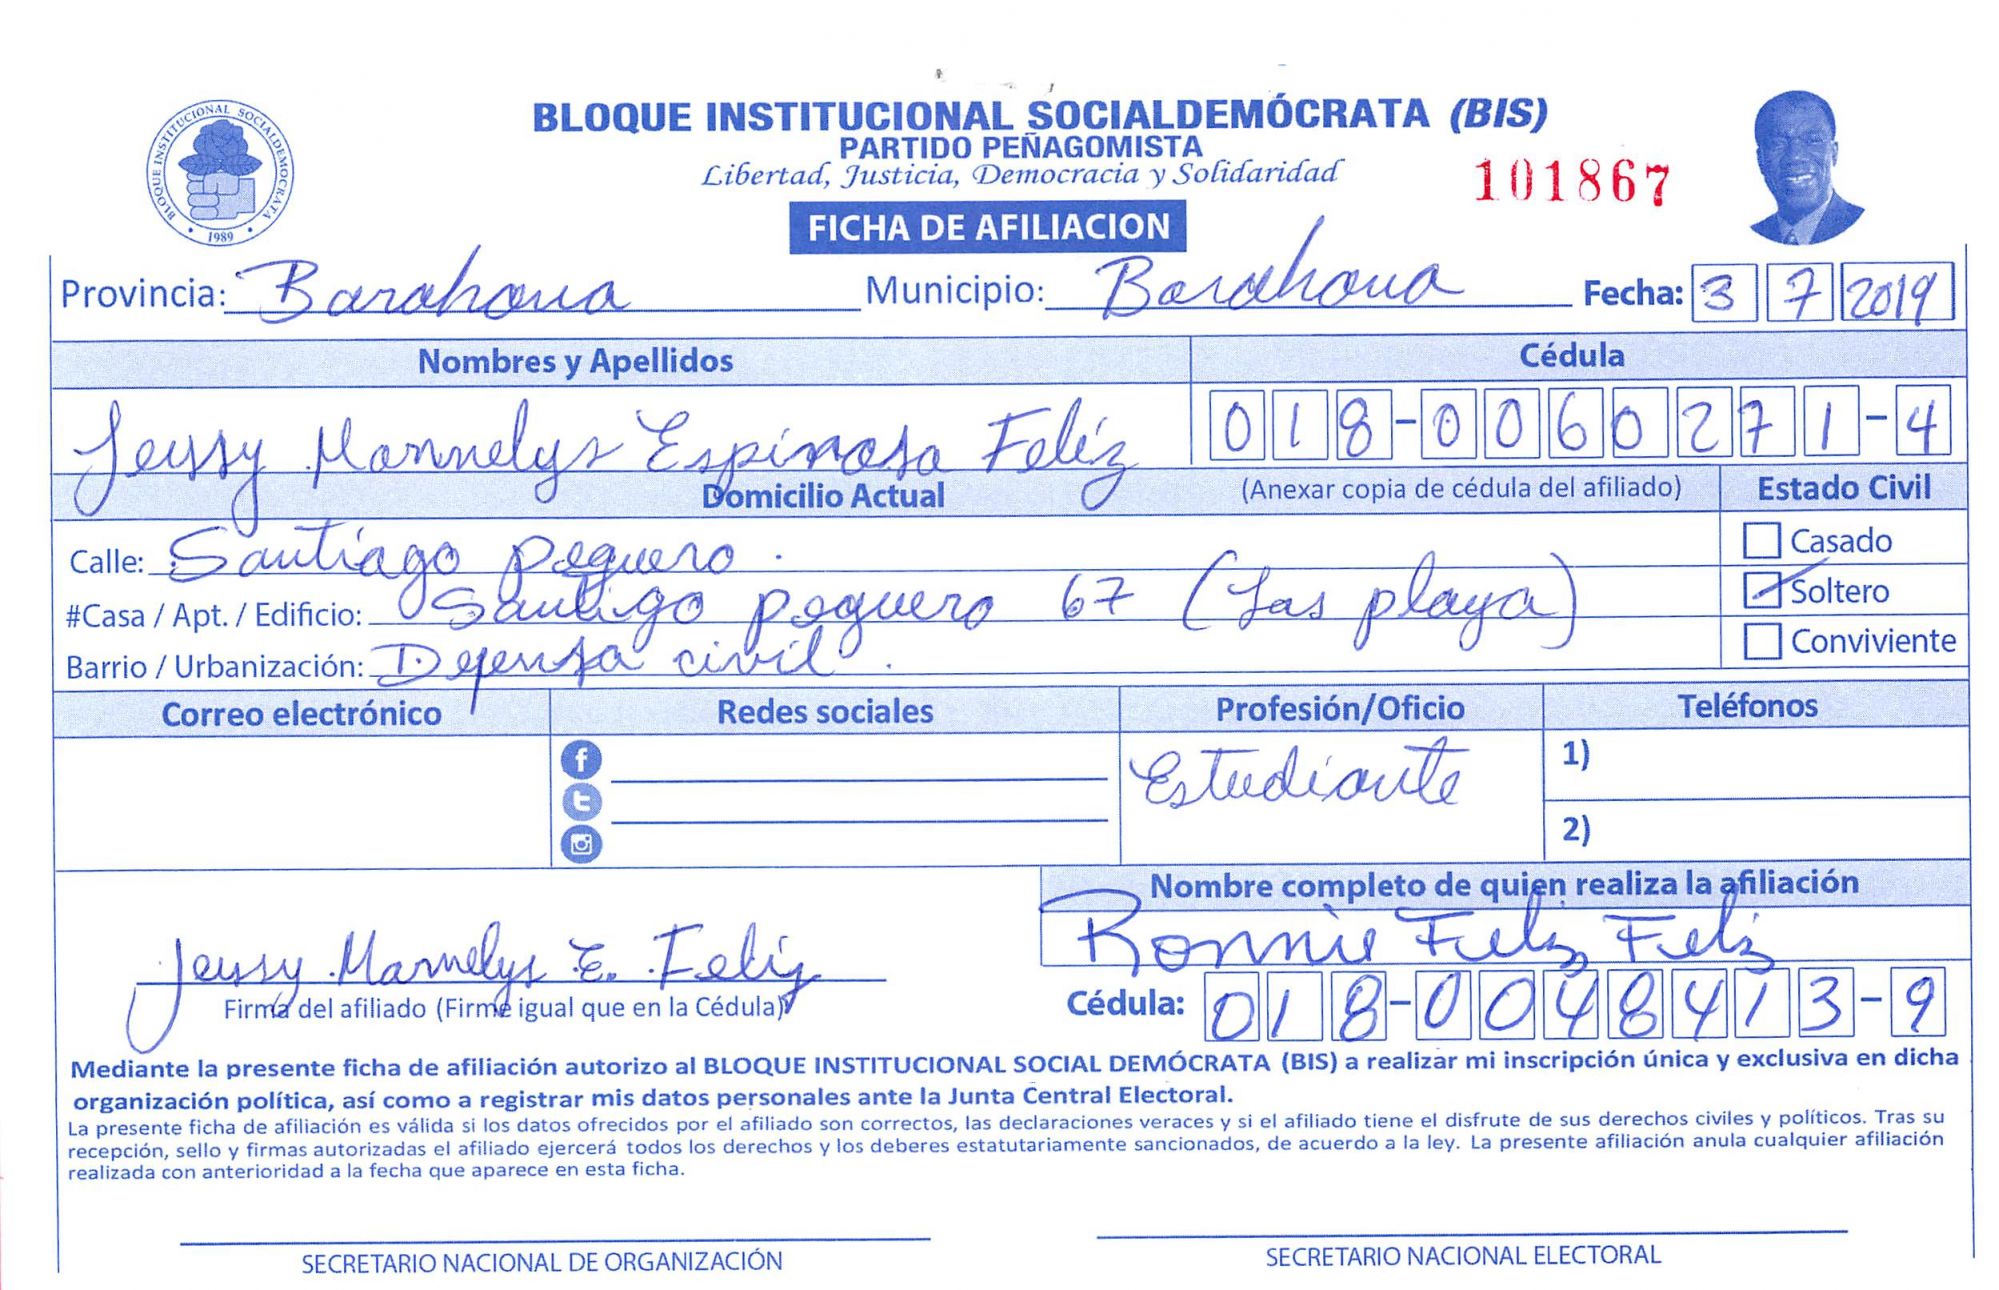 BLOQUE INSTITUCIONAL SOCIALDEMÓCRATA (BIS)
PARTIDO PEÑAGOMISTA
Libertad, Justicia, Democracia y Solidaridad
101867
BLOQUE INSTITUCIONAL SOCIALDEMOCRATA
1989
FICHA DE AFILIACION
Provincia: Barahona Municipio: Barahona Fecha: 3 7 2019
Nombres y Apellidos Cédula
Jeussy Marnnelys Espinosa Feliz 018-0060271-4
Domicilio Actual (Anexar copia de cédula del afiliado) Estado Civil
Calle: Santiago peguero. Casado
#Casa / Apt. / Edificio: Santiago peguero 67 (Las playa) Soltero
Barrio / Urbanización: Defensa civil. Conviviente
Correo electrónico Redes sociales Profesión/Oficio Teléfonos
Estudiante 1)
2)
Nombre completo de quien realiza la afiliación
Ronnie Feliz Feliz
Jeussy Marnelys E. Feliz
Firma del afiliado (Firme igual que en la Cédula) Cédula: 018-0048413-9
Mediante la presente ficha de afiliación autorizo al BLOQUE INSTITUCIONAL SOCIAL DEMÓCRATA (BIS) a realizar mi inscripción única y exclusiva en dicha
organización política, así como a registrar mis datos personales ante la Junta Central Electoral.
La presente ficha de afiliación es válida si los datos ofrecidos por el afiliado son correctos, las declaraciones veraces y si el afiliado tiene el disfrute de sus derechos civiles y políticos. Tras su
recepción, sello y firmas autorizadas el afiliado ejercerá todos los derechos y los deberes estatutariamente sancionados, de acuerdo a la ley. La presente afiliación anula cualquier afiliación
realizada con anterioridad a la fecha que aparece en esta ficha.
SECRETARIO NACIONAL DE ORGANIZACIÓN SECRETARIO NACIONAL ELECTORAL